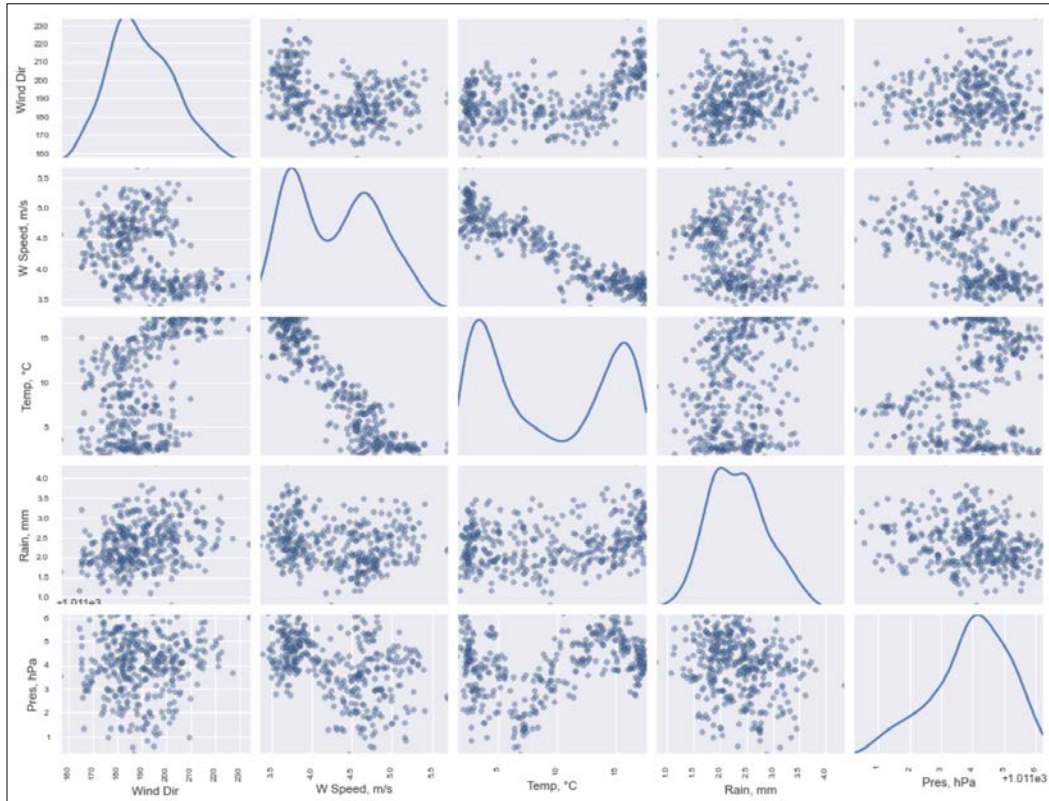 Wind Dir
230
220
210
200
190
180
170
160
W Speed, m/s
5.5
5.0
4.5
4.0
3.5
Temp, °C
15
10
5
Rain, mm
4.0
3.5
3.0
2.5
2.0
1.5
1.0
+1.011e3
Pres, hPa
6
5
4
3
2
1
160 170 180 190 200 210 220 230
Wind Dir
3.5 4.0 4.5 5.0 5.5
W Speed, m/s
5 10 15
Temp, °C
1.0 1.5 2.0 2.5 3.0 3.5 4.0
Rain, mm
1 2 3 4 5 6
Pres, hPa
+1.011e3